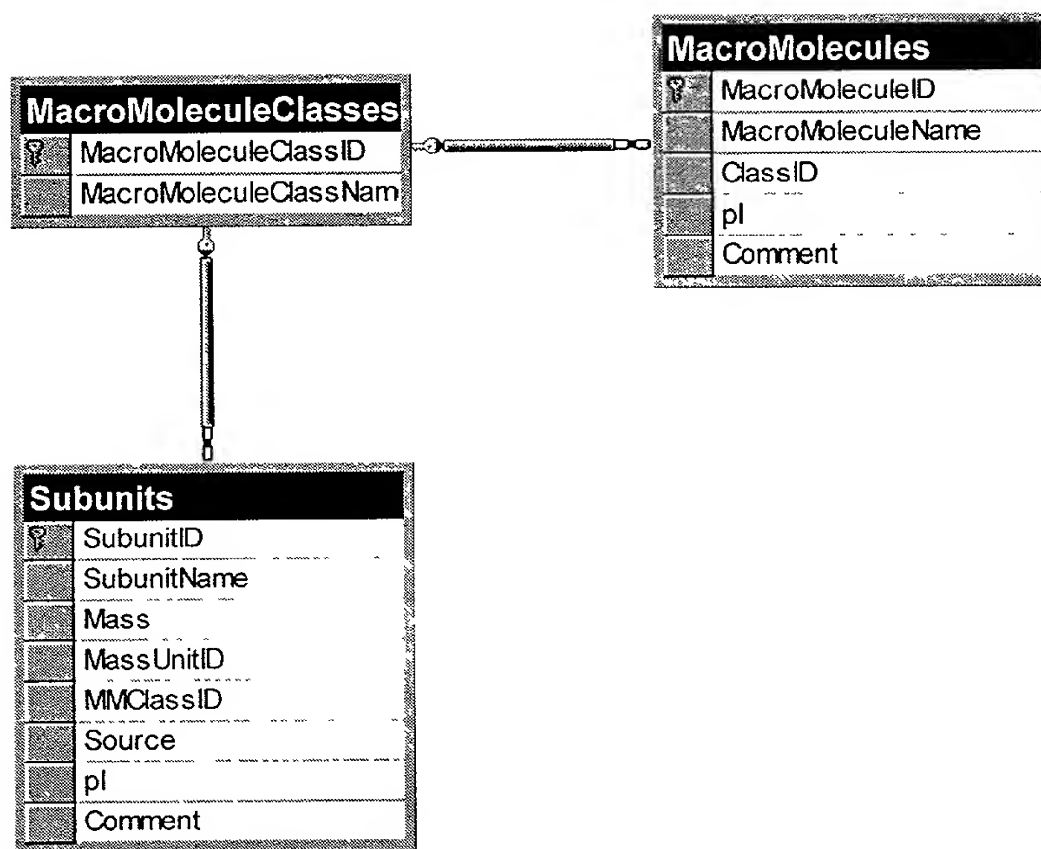 MacroMolecules
MacroMoleculeID
MacroMoleculeName
ClassID
pI
Comment
MacroMoleculeClasses
MacroMoleculeClassID
MacroMoleculeClassNam
Subunits
SubunitID
SubunitName
Mass
MassUnitID
MMClassID
Source
pI
Comment